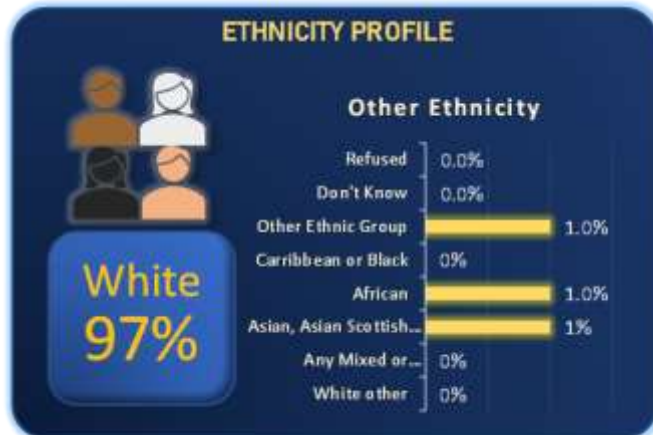 ETHNICITY PROFILE
Other Ethnicity
Refused 0.0%
Don't Know 0.0%
Other Ethnic Group 1.0%
Carribbean or Black 0%
African 1.0%
Asian, Asian Scottish... 1%
Any Mixed or... 0%
White other 0%
White
97%